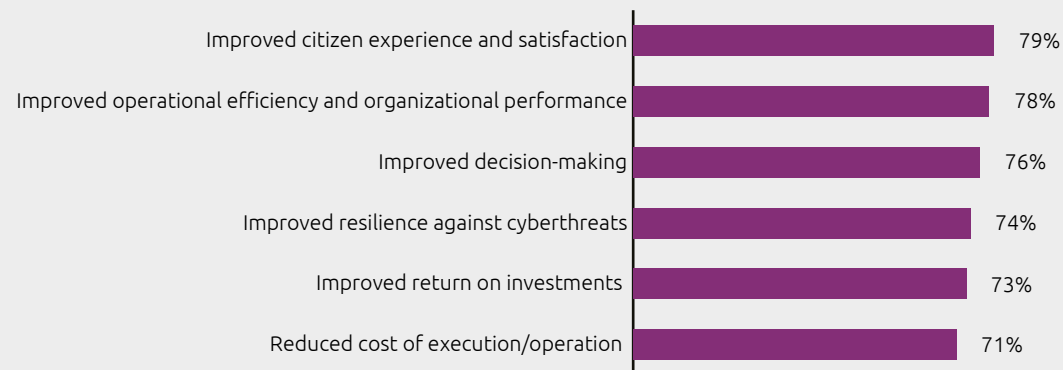 Improved citizen experience and satisfaction 79%
Improved operational efficiency and organizational performance 78%
Improved decision-making 76%
Improved resilience against cyberthreats 74%
Improved return on investments 73%
Reduced cost of execution/operation 71%